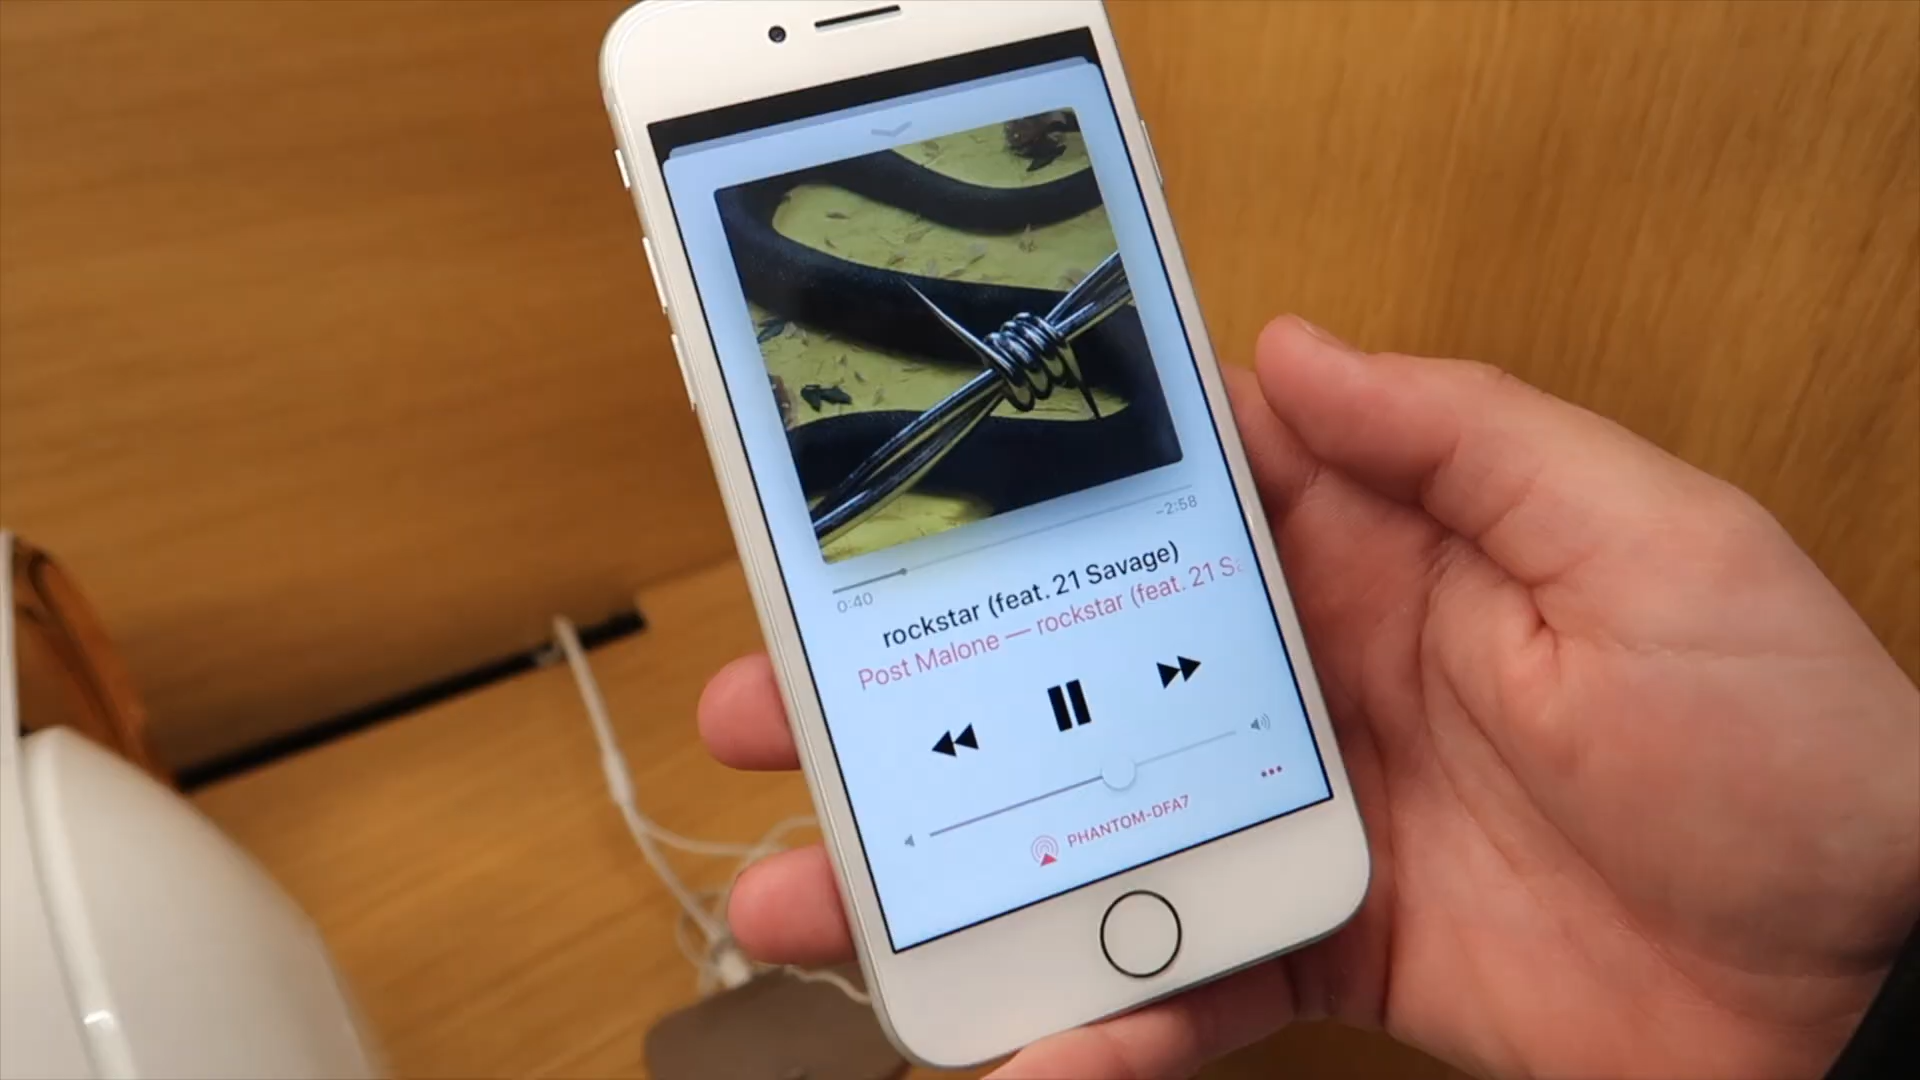 -2:58
0:40
rockstar (feat. 21 Savage)
Post Malone — rockstar (feat. 21 Sa
PHANTOM-DFA7